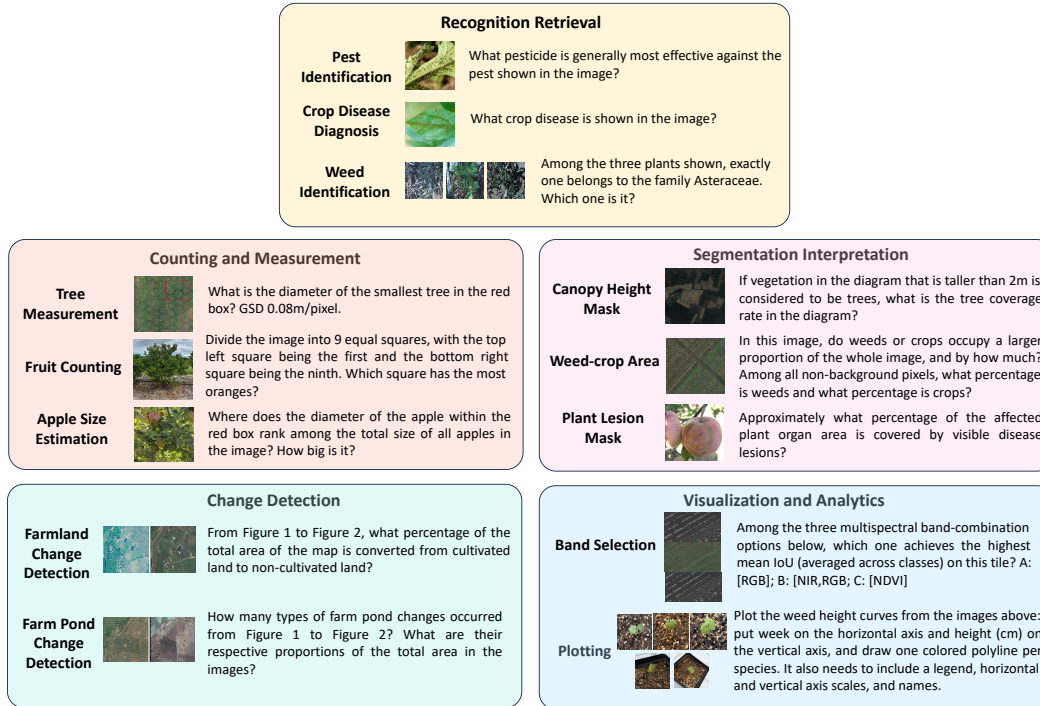 Recognition Retrieval
Pest
Identification
What pesticide is generally most effective against the
pest shown in the image?
Crop Disease
Diagnosis
What crop disease is shown in the image?
Weed
Identification
Among the three plants shown, exactly
one belongs to the family Asteraceae.
Which one is it?
Counting and Measurement
Tree
Measurement
What is the diameter of the smallest tree in the red
box? GSD 0.08m/pixel.
Fruit Counting
Divide the image into 9 equal squares, with the top
left square being the first and the bottom right
square being the ninth. Which square has the most
oranges?
Apple Size
Estimation
Where does the diameter of the apple within the
red box rank among the total size of all apples in
the image? How big is it?
Segmentation Interpretation
Canopy Height
Mask
If vegetation in the diagram that is taller than 2m is
considered to be trees, what is the tree coverage
rate in the diagram?
Weed-crop Area
In this image, do weeds or crops occupy a larger
proportion of the whole image, and by how much?
Among all non-background pixels, what percentage
is weeds and what percentage is crops?
Plant Lesion
Mask
Approximately what percentage of the affected
plant organ area is covered by visible disease
lesions?
Change Detection
Farmland
Change
Detection
From Figure 1 to Figure 2, what percentage of the
total area of the map is converted from cultivated
land to non-cultivated land?
Farm Pond
Change
Detection
How many types of farm pond changes occurred
from Figure 1 to Figure 2? What are their
respective proportions of the total area in the
images?
Visualization and Analytics
Band Selection
Among the three multispectral band-combination
options below, which one achieves the highest
mean IoU (averaged across classes) on this tile? A:
[RGB]; B: [NIR,RGB; C: [NDVI]
Plotting
Plot the weed height curves from the images above:
put week on the horizontal axis and height (cm) on
the vertical axis, and draw one colored polyline per
species. It also needs to include a legend, horizontal
and vertical axis scales, and names.